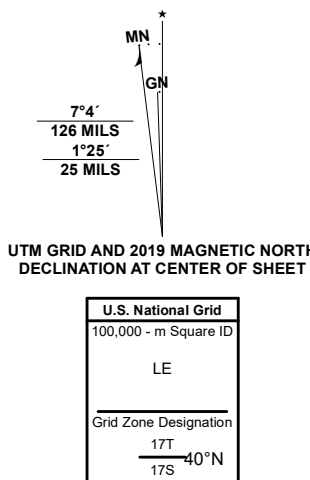 ★
MN
GN
7°4´
126 MILS
1°25´
25 MILS
UTM GRID AND 2019 MAGNETIC NORTH
DECLINATION AT CENTER OF SHEET
U.S. National Grid
100,000 - m Square ID
LE
Grid Zone Designation
17T
40°N
17S